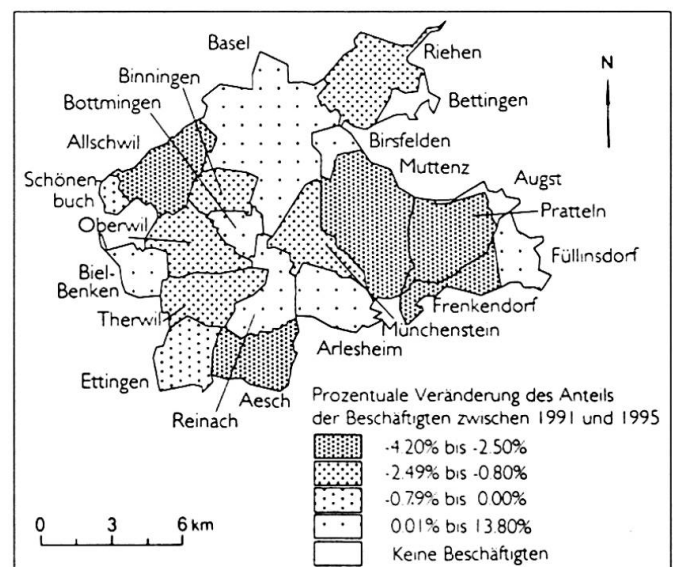 Basel
Riehen
N
Binningen
Bettingen
Bottmingen
Allschwil
Birsfelden
Muttenz
Augst
Schönen-
buch
Pratteln
Oberwil
Füllinsdorf
Biel-
Benken
Frenkendorf
Therwil
Münchenstein
Arlesheim
Ettingen
Aesch
Reinach
Prozentuale Veränderung des Anteils
der Beschäftigten zwischen 1991 und 1995
-4.20% bis -2.50%
-2.49% bis -0.80%
-0.79% bis 0.00%
0.01% bis 13.80%
Keine Beschäftigten
0 3 6 km